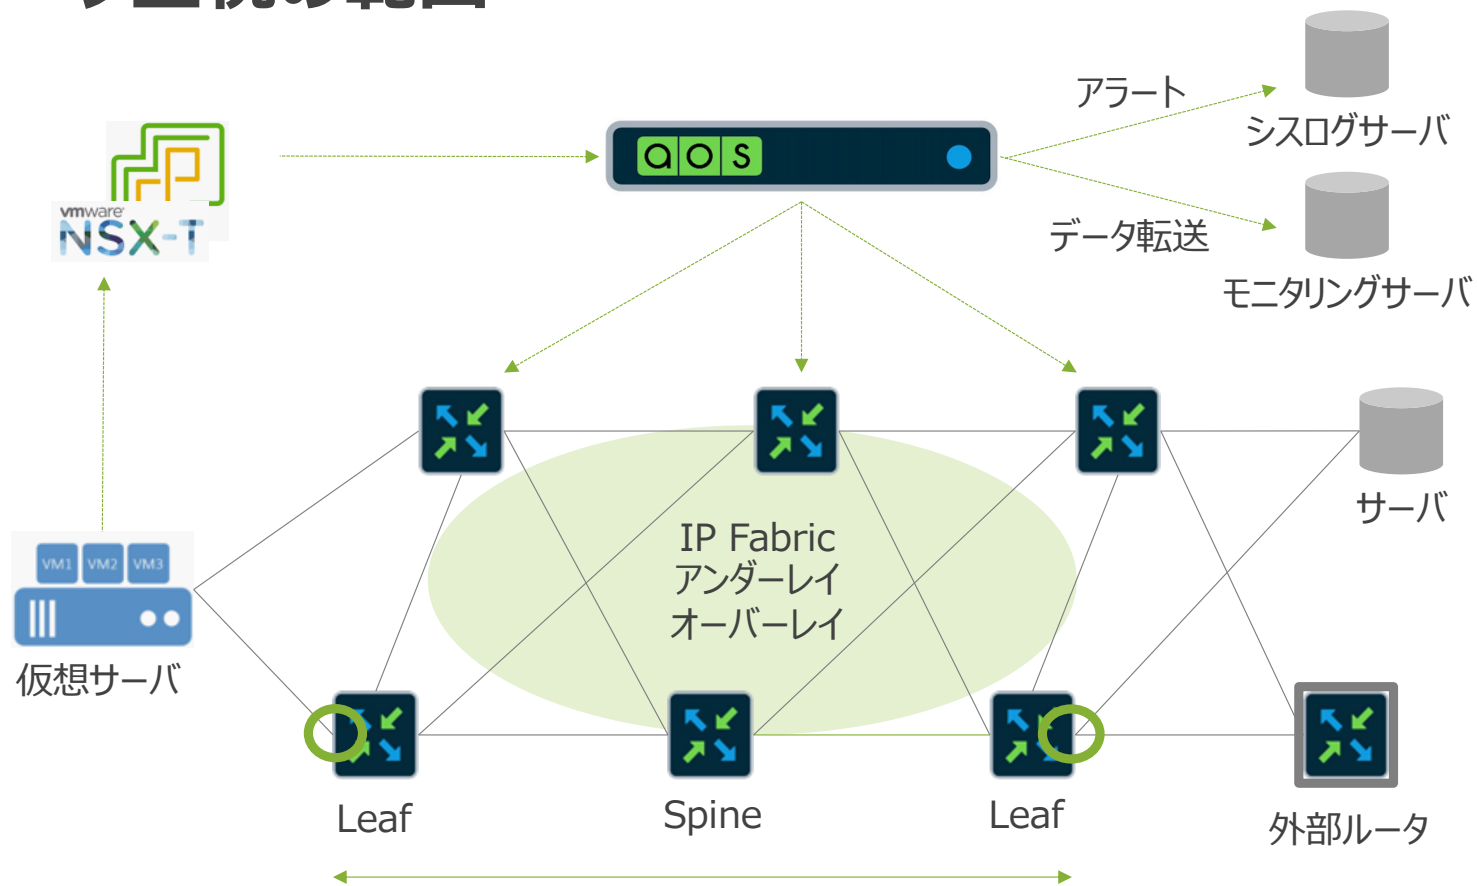 アラート
シスログサーバ
aos
vmware
NSX-T
データ転送
モニタリングサーバ
サーバ
IP Fabric
アンダーレイ
オーバーレイ
VM1 VM2 VM3
仮想サーバ
Leaf
Spine
Leaf
外部ルータ